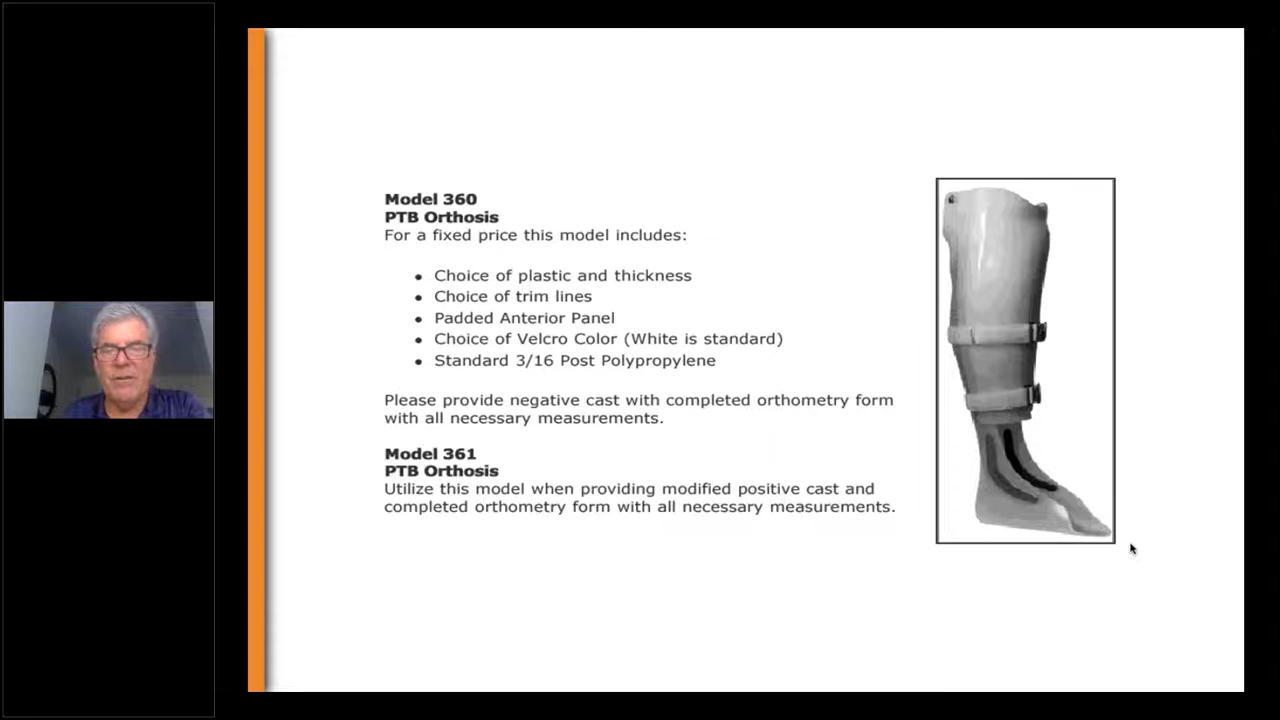 Model 360
PTB Orthosis
For a fixed price this model includes:
• Choice of plastic and thickness
• Choice of trim lines
• Padded Anterior Panel
• Choice of Velcro Color (White is standard)
• Standard 3/16 Post Polypropylene
Please provide negative cast with completed orthometry form
with all necessary measurements.
Model 361
PTB Orthosis
Utilize this model when providing modified positive cast and
completed orthometry form with all necessary measurements.